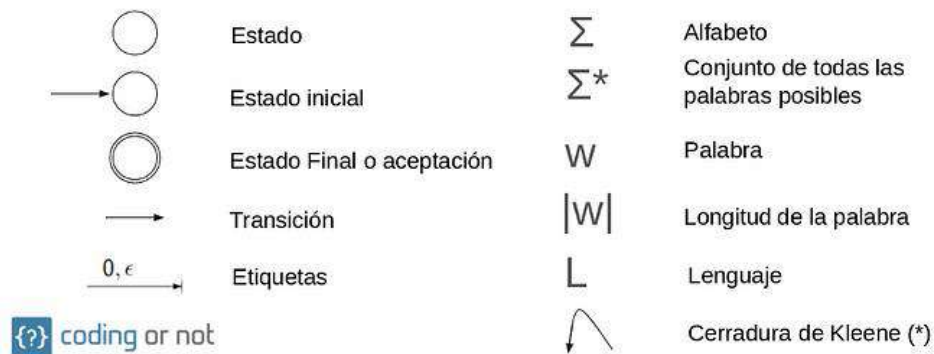 Estado
Estado inicial
Estado Final o aceptación
Transición
0, ϵ
Etiquetas
{?} coding or not
Σ
Alfabeto
Σ*
Conjunto de todas las
palabras posibles
w
Palabra
|w|
Longitud de la palabra
L
Lenguaje
Cerradura de Kleene (*)